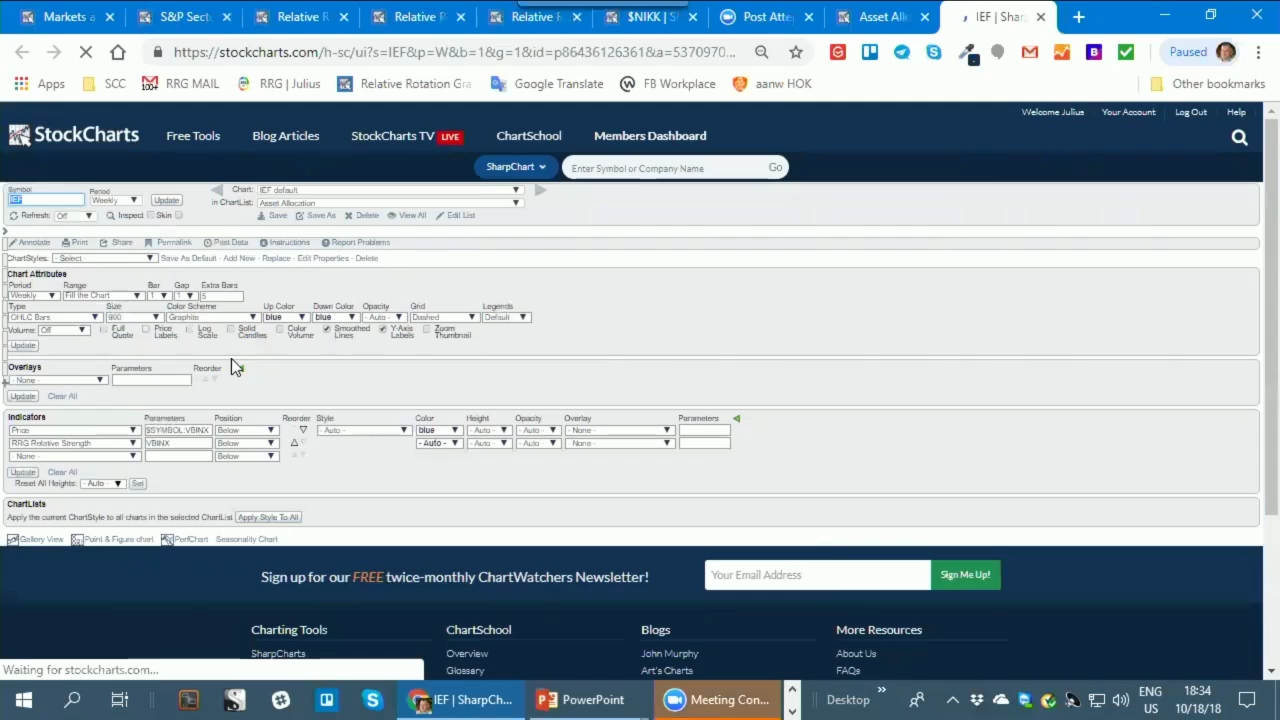 Markets a
S&P Sect
Relative R
Relative R
Relative R
$NIKK | S
Post Atte
Asset Allo
IEF | Shar
https://stockcharts.com/h-sc/ui?s=IEF&p=W&b=1&g=1&id=p86436126361&a=5370970...
Paused
Apps
SCC
RRG MAIL
RRG | Julius
Relative Rotation Gra
Google Translate
FB Workplace
aanw HOK
Other bookmarks
Welcome Julius
Your Account
Log Out
Help
StockCharts
Free Tools
Blog Articles
StockCharts TV LIVE
ChartSchool
Members Dashboard
SharpChart
Enter Symbol or Company Name
Go
Symbol
Period
Chart: IEF default
IEF
Weekly
Update
in ChartList: Asset Allocation
Refresh: Off
Inspect
Skin
Save
Save As
Delete
View All
Edit List
Annotate
Print
Share
Permalink
Past Data
Instructions
Report Problems
ChartStyles: - Select -
Save As Default - Add New - Replace - Edit Properties - Delete
Chart Attributes
Period Range Bar Gap Extra Bars
Weekly Fill the Chart 1 1 5
Type Size Color Scheme Up Color Down Color Opacity Grid Legends
OHLC Bars 900 Graphite blue blue - Auto - Dashed Default
Volume: Off
Full Quote
Price Labels
Log Scale
Solid Candles
Color Volume
Smoothed Lines
Y-Axis Labels
Zoom Thumbnail
Update
Overlays Parameters Reorder
- None -
Update Clear All
Indicators Parameters Position Reorder Style Color Height Opacity Overlay Parameters
Price $SYMBOL:VBINX Below - Auto - blue - Auto - - Auto - - None -
RRG Relative Strength VBINX Below - Auto - - Auto - - Auto - - None -
- None - Below
Update Clear All
Reset All Heights: - Auto - Set
ChartLists
Apply the current ChartStyle to all charts in the selected ChartList Apply Style To All
Gallery View
Point & Figure chart
PerfChart
Seasonality Chart
Sign up for our FREE twice-monthly ChartWatchers Newsletter!
Your Email Address
Sign Me Up!
Charting Tools
ChartSchool
Blogs
More Resources
SharpCharts
Overview
John Murphy
About Us
Glossary
Art's Charts
FAQs
Waiting for stockcharts.com...
IEF | SharpCh...
PowerPoint
Meeting Con...
Desktop
ENG
US
18:34
10/18/18